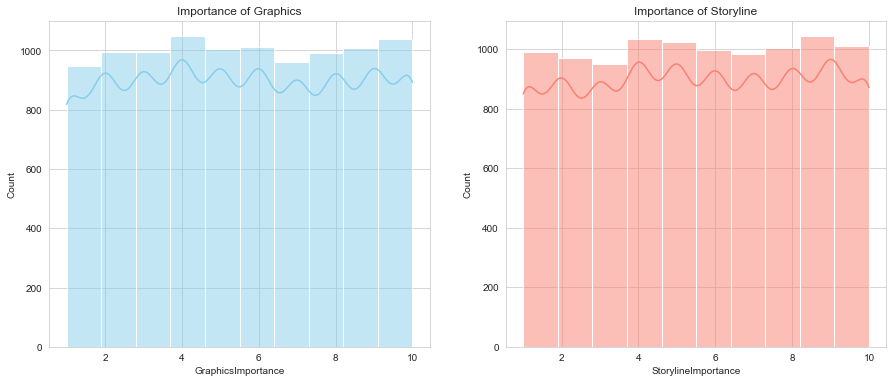 Importance of Graphics
1000
800
600
400
200
0
Count
2 4 6 8 10
GraphicsImportance
Importance of Storyline
1000
800
600
400
200
0
Count
2 4 6 8 10
StorylineImportance